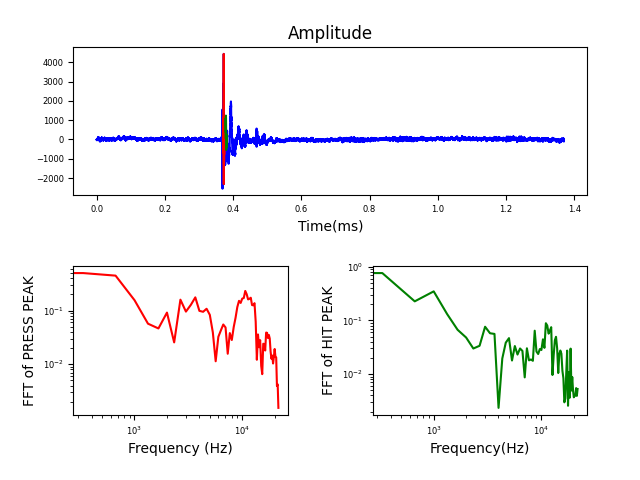 Amplitude
4000
3000
2000
1000
0
−1000
−2000
0.0 0.2 0.4 0.6 0.8 1.0 1.2 1.4
Time(ms)
FFT of PRESS PEAK
10⁻¹
10⁻²
10³ 10⁴
Frequency (Hz)
FFT of HIT PEAK
10⁰
10⁻¹
10⁻²
10³ 10⁴
Frequency(Hz)